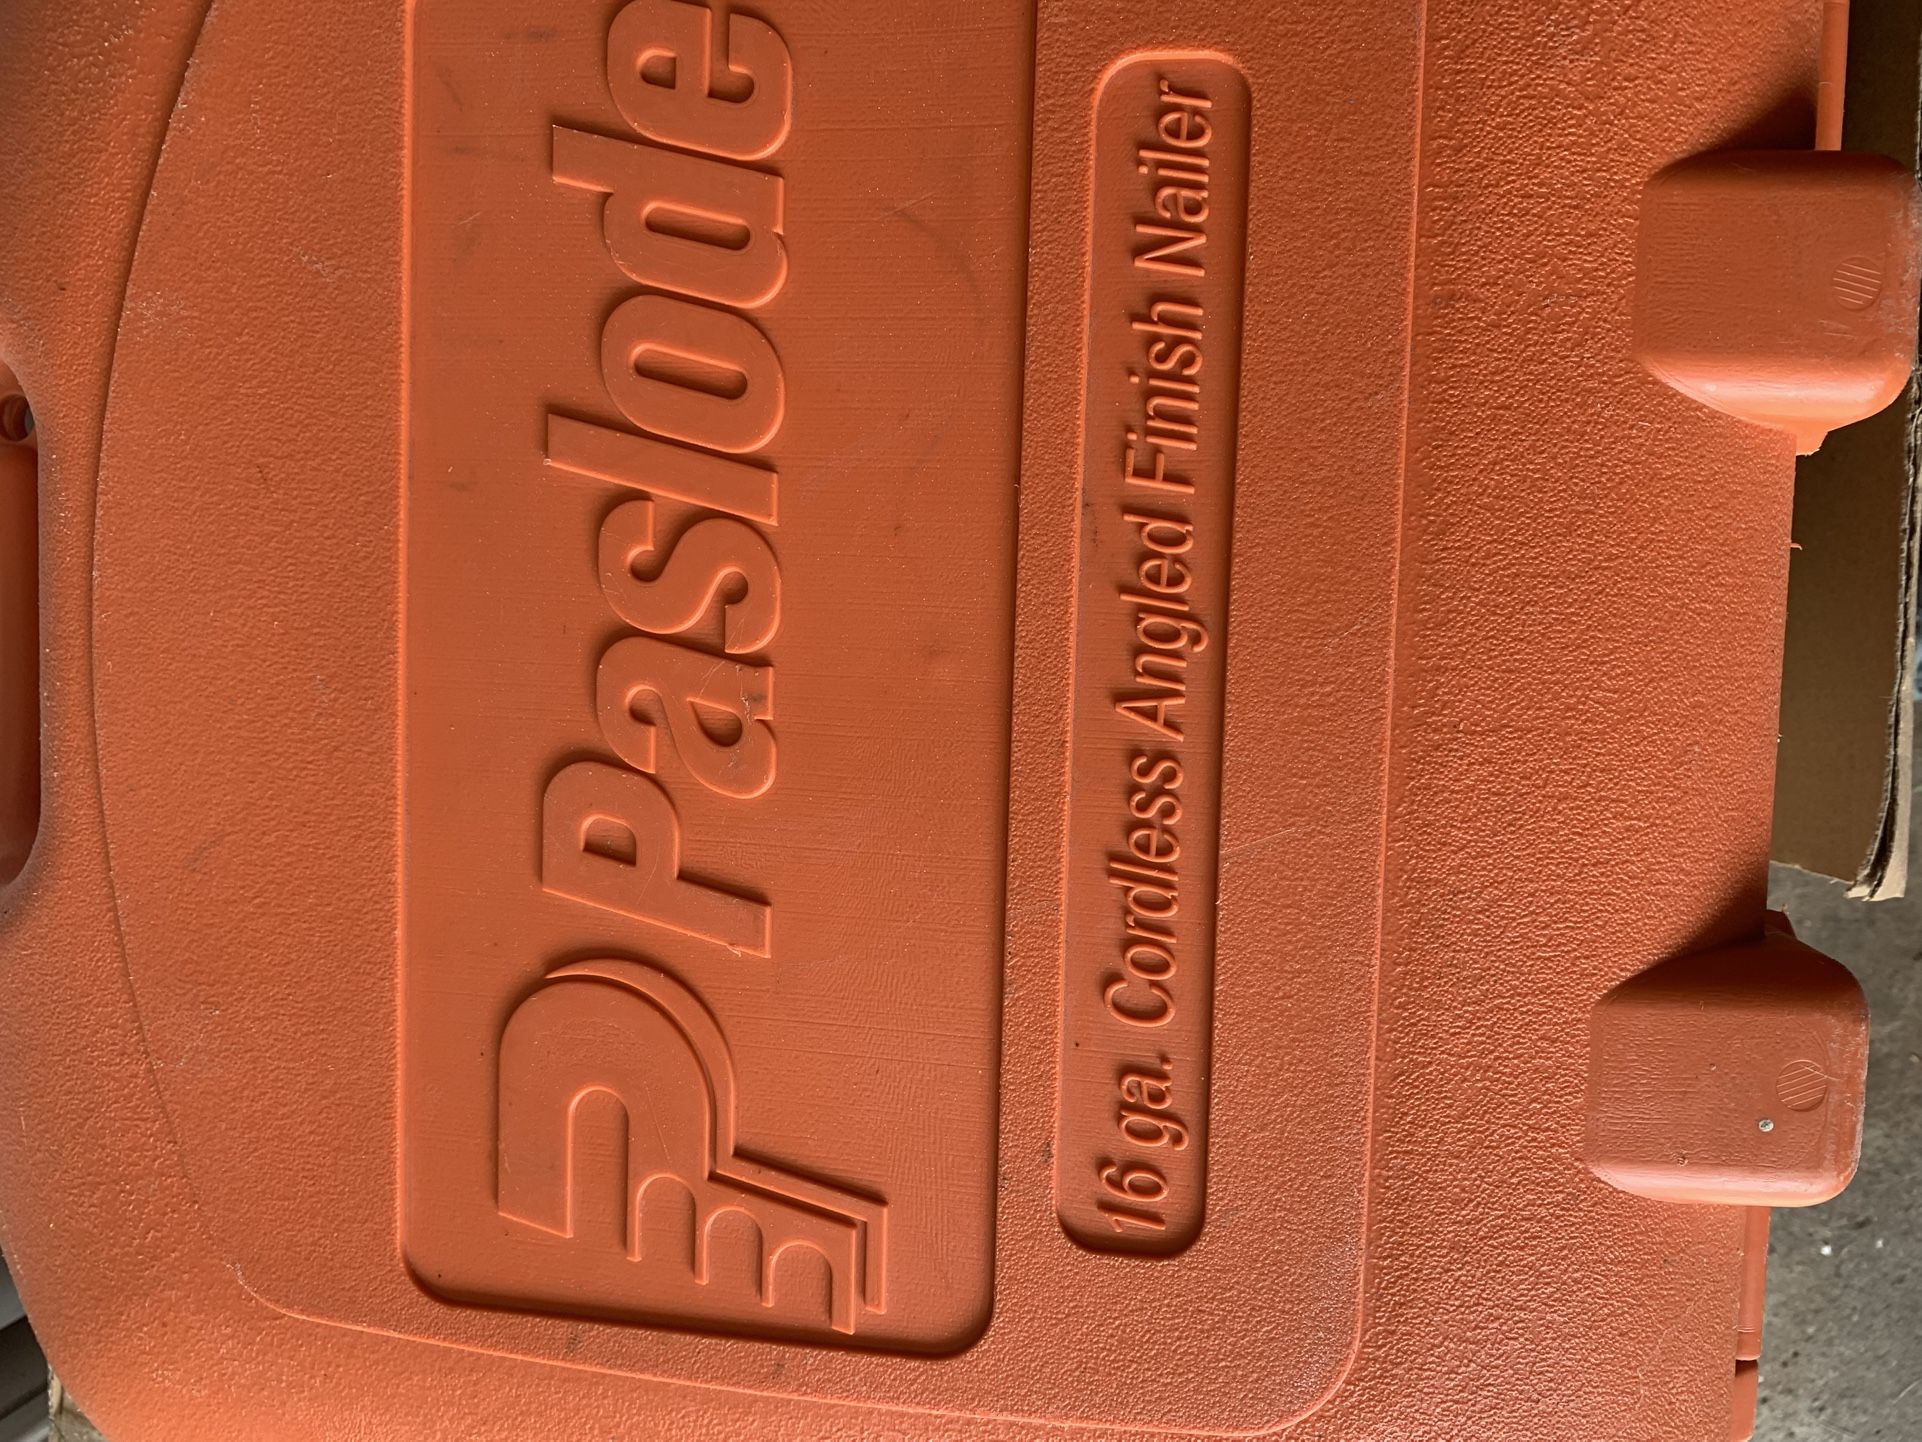 Paslode
16 ga. Cordless Angled Finish Nailer